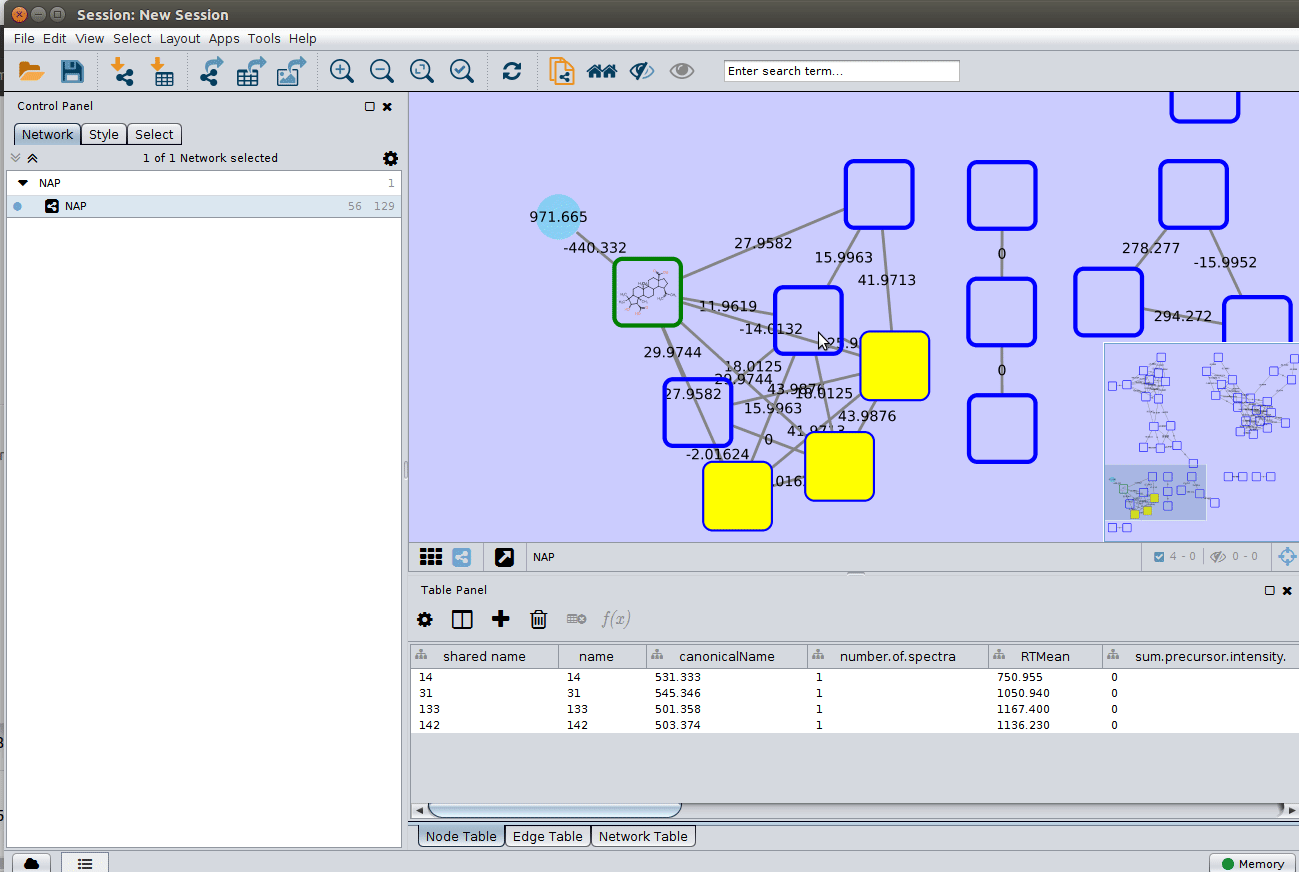 Session: New Session
File Edit View Select Layout Apps Tools Help
Enter search term...
Control Panel
Network Style Select
1 of 1 Network selected
NAP 1
NAP 56 129
971.665
-440.332
27.9582
15.9963
41.9713
11.9619
-14.0132
25.9
29.9744
18.0125
29.9744
27.9582
43.9876
18.0125
15.9963
43.9876
41.9713
0
-2.01624
0
0
278.277
-15.9952
294.272
NAP
4 - 0
0 - 0
Table Panel
f(x)
shared name name canonicalName number.of.spectra RTMean sum.precursor.intensity.
14 14 531.333 1 750.955 0
31 31 545.346 1 1050.940 0
133 133 501.358 1 1167.400 0
142 142 503.374 1 1136.230 0
Node Table Edge Table Network Table
Memory